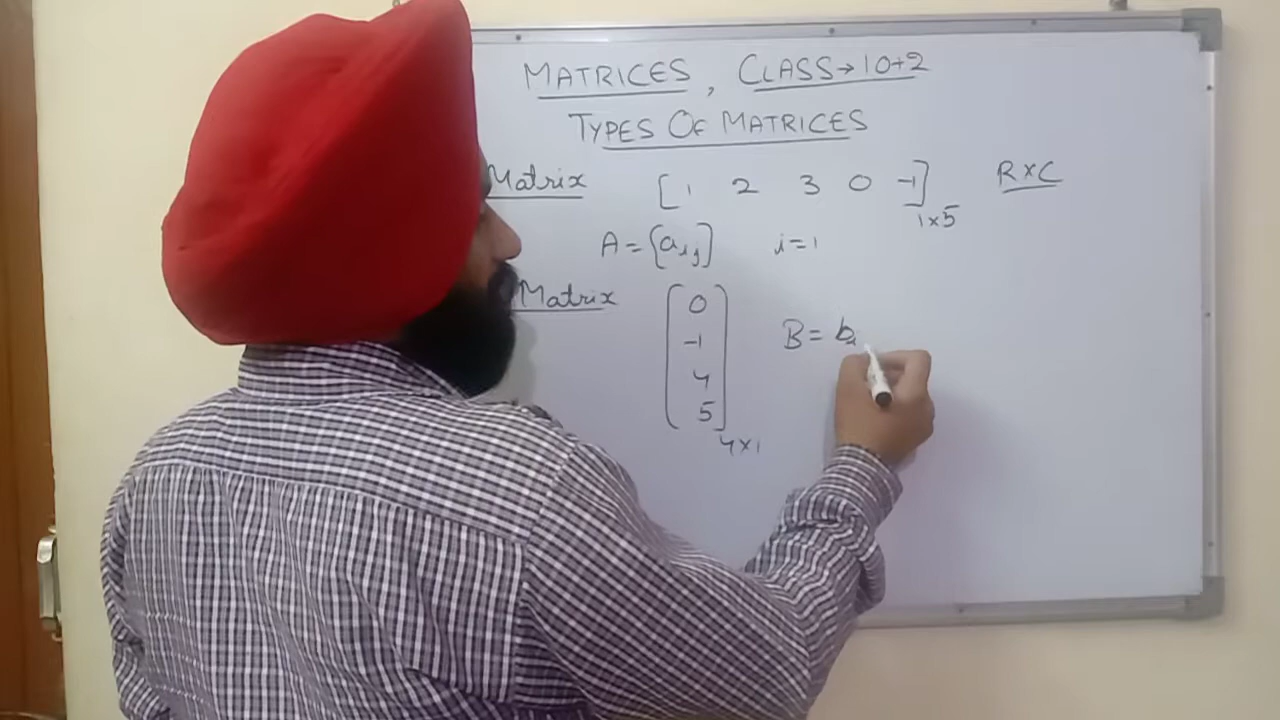 MATRICES, CLASS→10+2
TYPES OF MATRICES
Matrix [1 2 3 0 -1] 1×5 R×C
A = [aij] i=1
Matrix
0
-1
4
5
4×1
B = bi